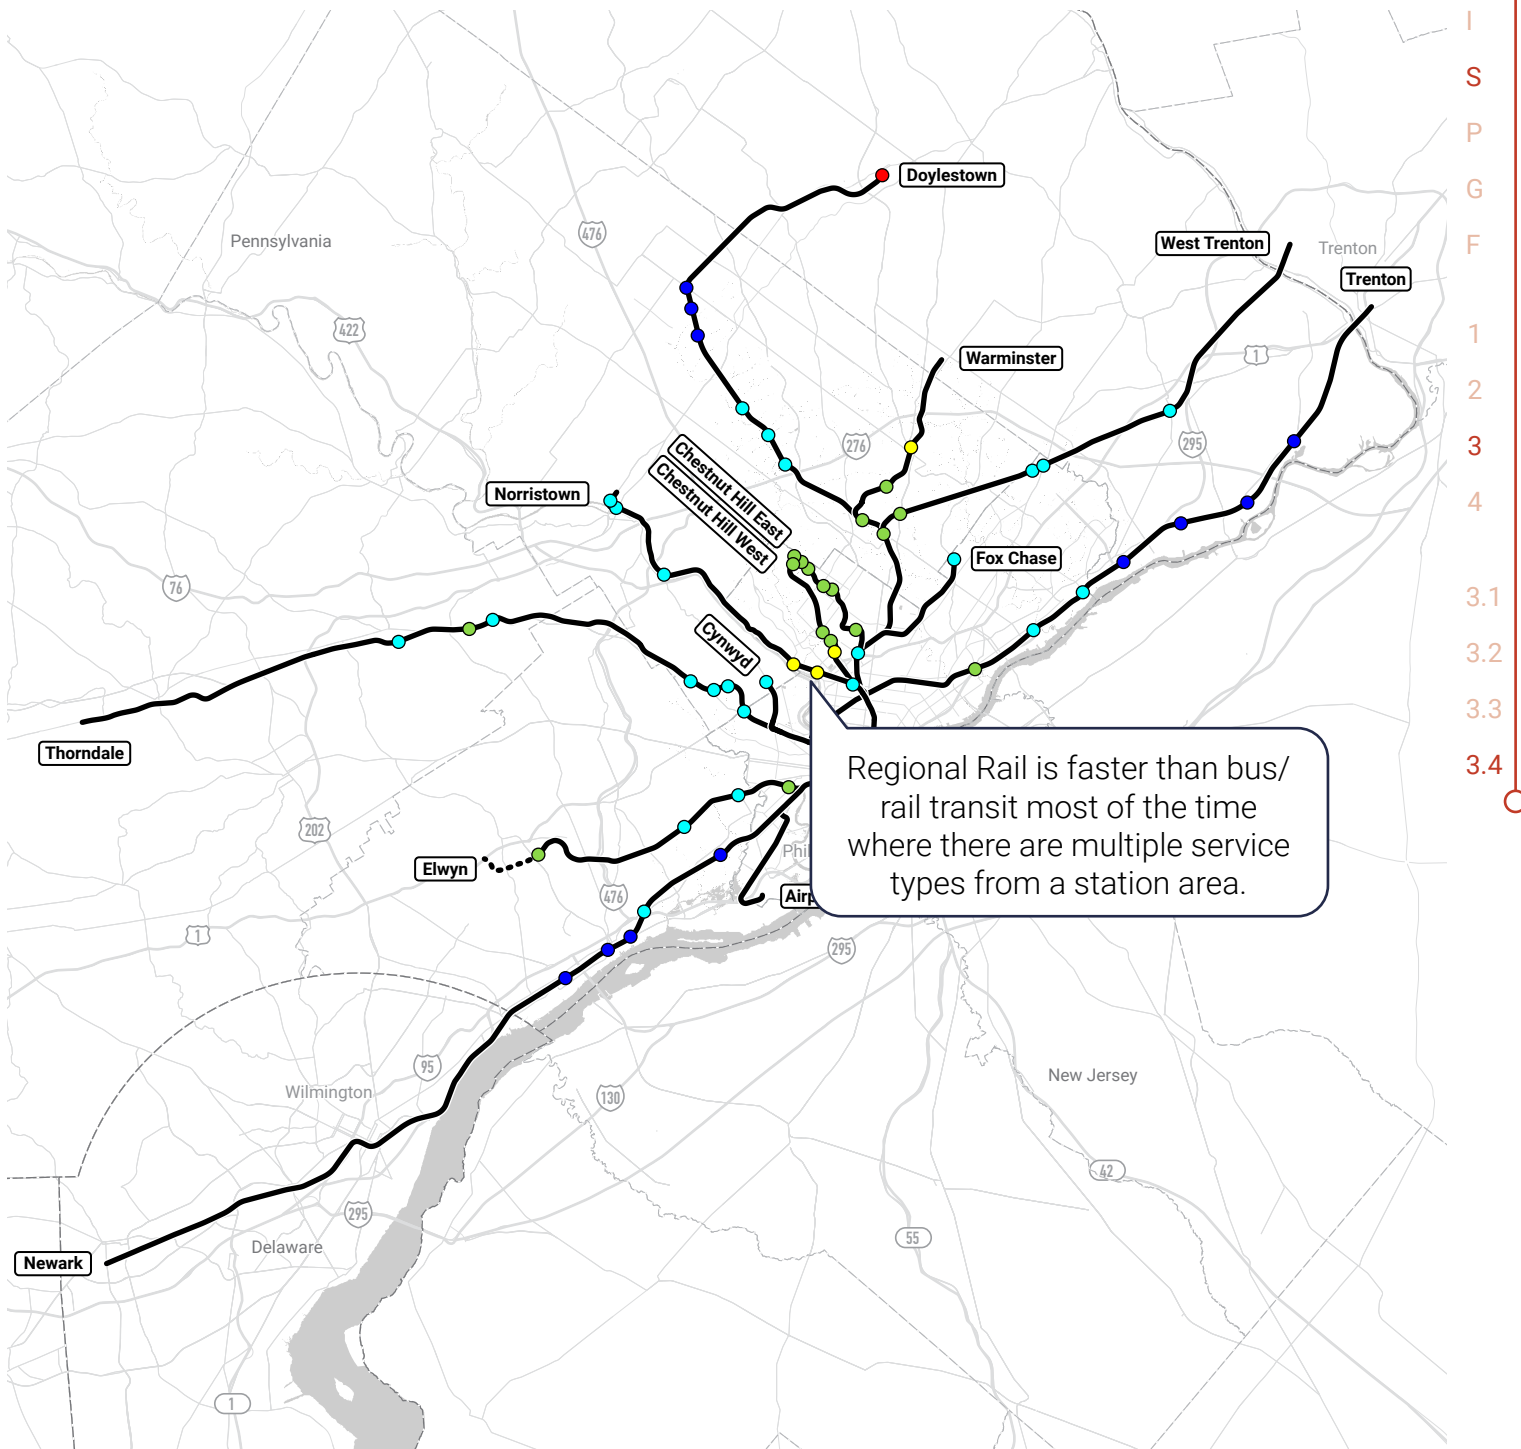 I
S
P
G
F
1
2
3
4
3.1
3.2
3.3
3.4
Doylestown
Pennsylvania
476
West Trenton
Trenton
Trenton
422
1
Warminster
276
295
Chestnut Hill East
Chestnut Hill West
Norristown
Fox Chase
76
Cynwyd
Thorndale
Regional Rail is faster than bus/
rail transit most of the time
where there are multiple service
types from a station area.
202
Phil
Elwyn
476
Airp
1
295
95
Wilmington
130
New Jersey
42
295
55
Delaware
Newark
1